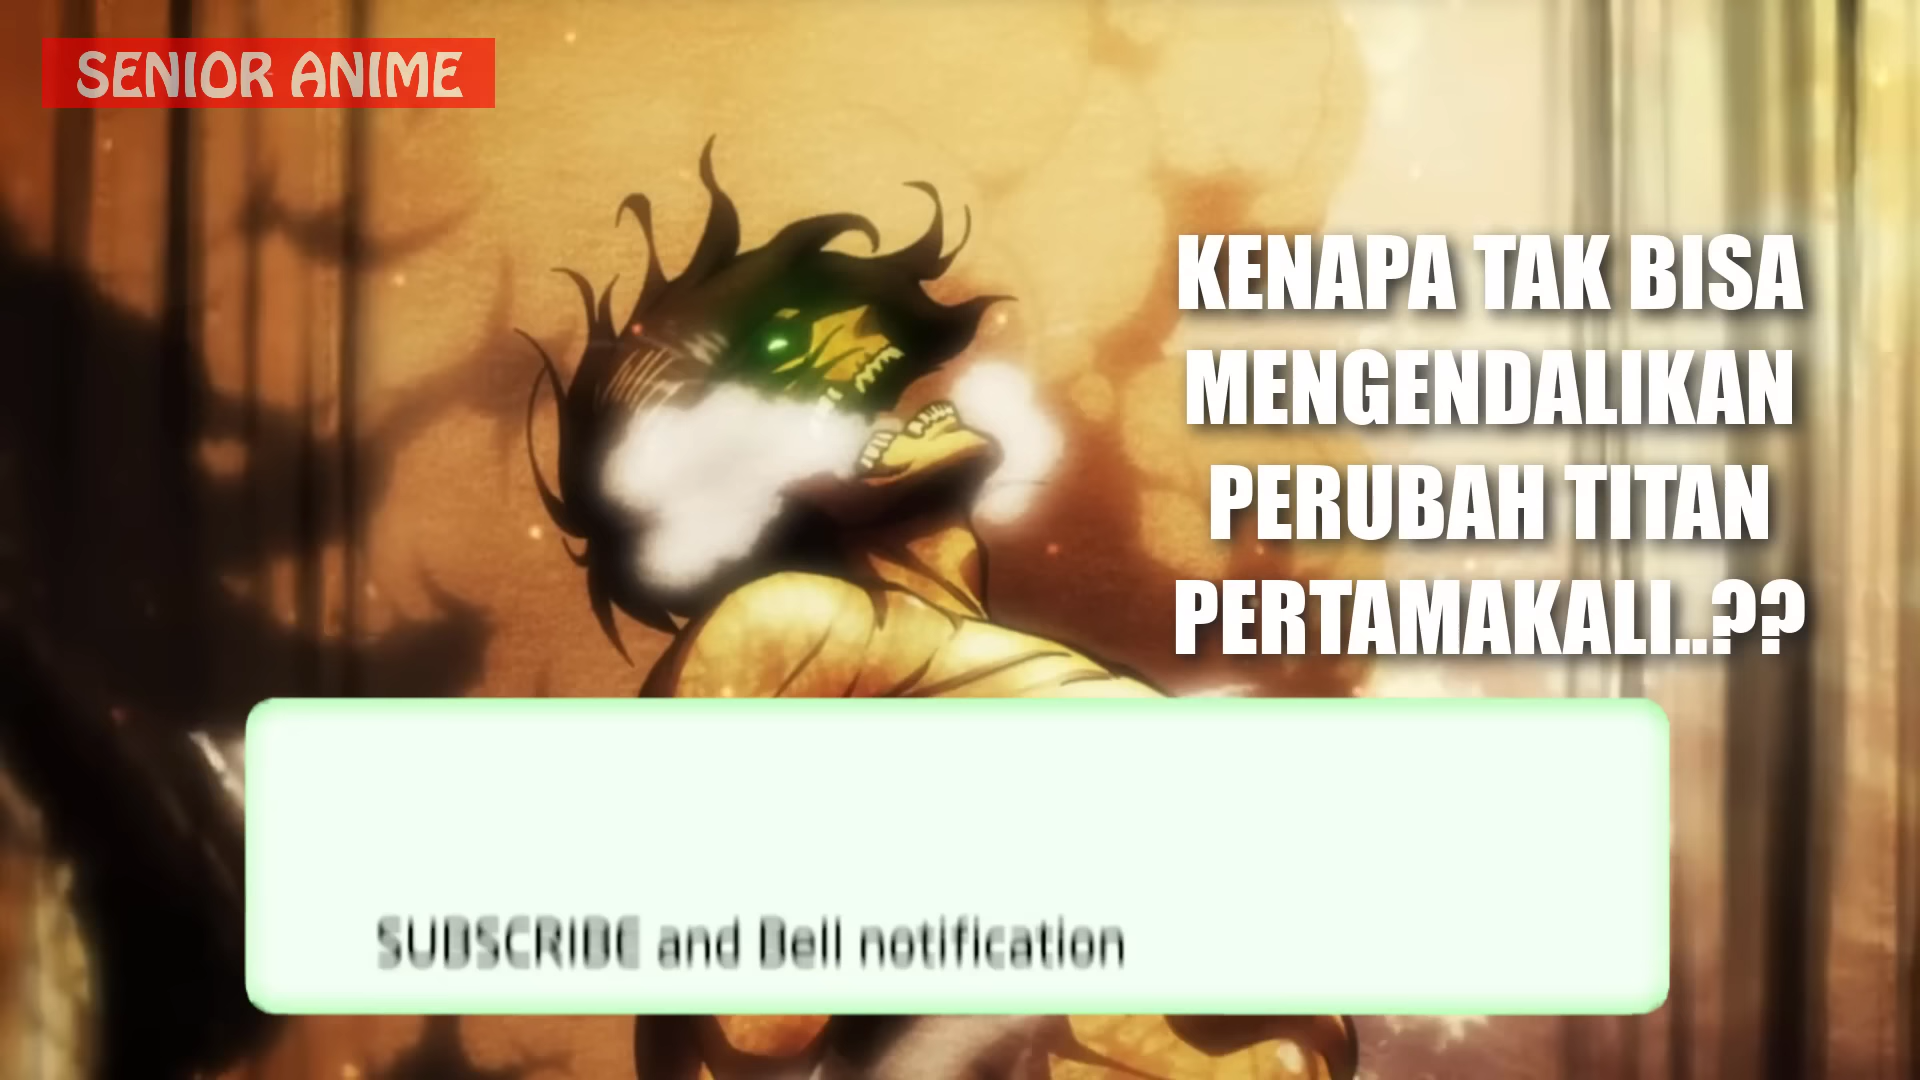 SENIOR ANIME
KENAPA TAK BISA
MENGENDALIKAN
PERUBAH TITAN
PERTAMAKALI..??
SUBSCRIBE and Bell notification